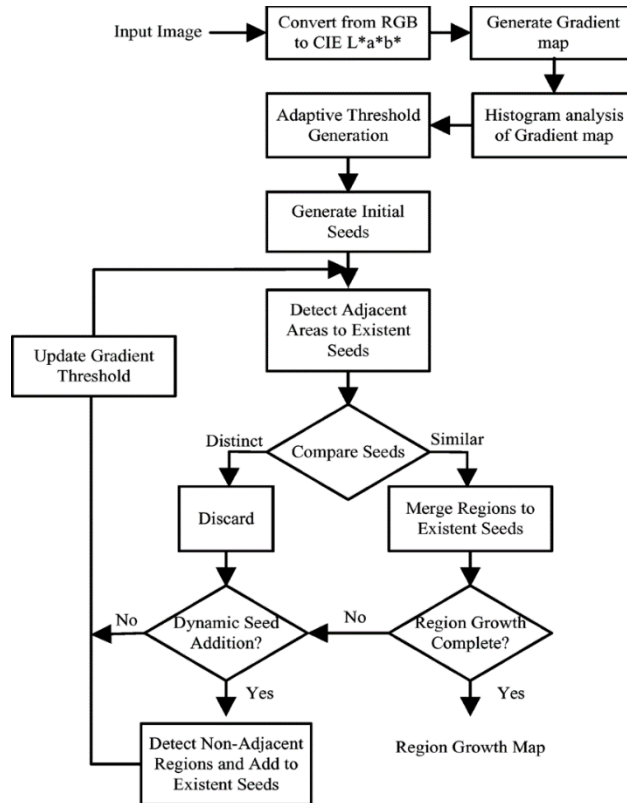 Input Image
Convert from RGB
to CIE L*a*b*
Generate Gradient
map
Adaptive Threshold
Generation
Histogram analysis
of Gradient map
Generate Initial
Seeds
Detect Adjacent
Areas to Existent
Seeds
Update Gradient
Threshold
Distinct
Compare Seeds
Similar
Discard
Merge Regions to
Existent Seeds
No
Dynamic Seed
Addition?
No
Region Growth
Complete?
Yes
Yes
Detect Non-Adjacent
Regions and Add to
Existent Seeds
Region Growth Map